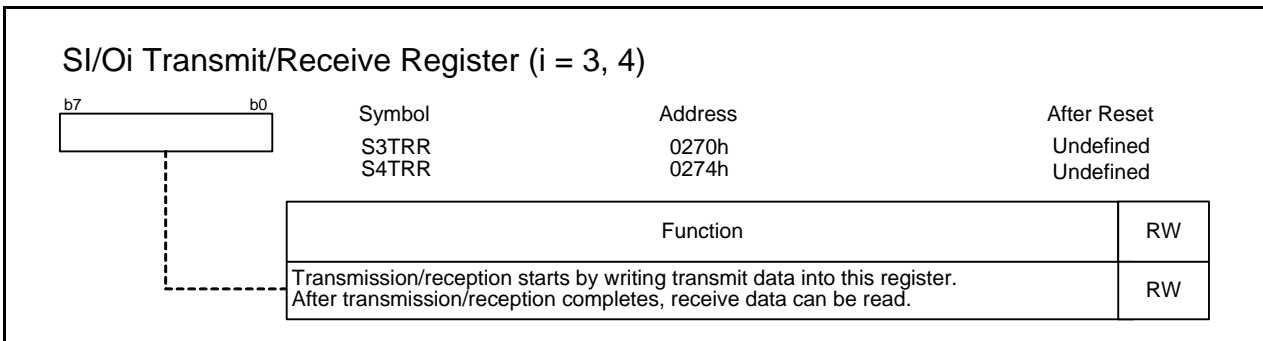 SI/Oi Transmit/Receive Register (i = 3, 4)
b7 b0
Symbol Address After Reset
S3TRR 0270h Undefined
S4TRR 0274h Undefined
Function RW
Transmission/reception starts by writing transmit data into this register.
After transmission/reception completes, receive data can be read.
RW